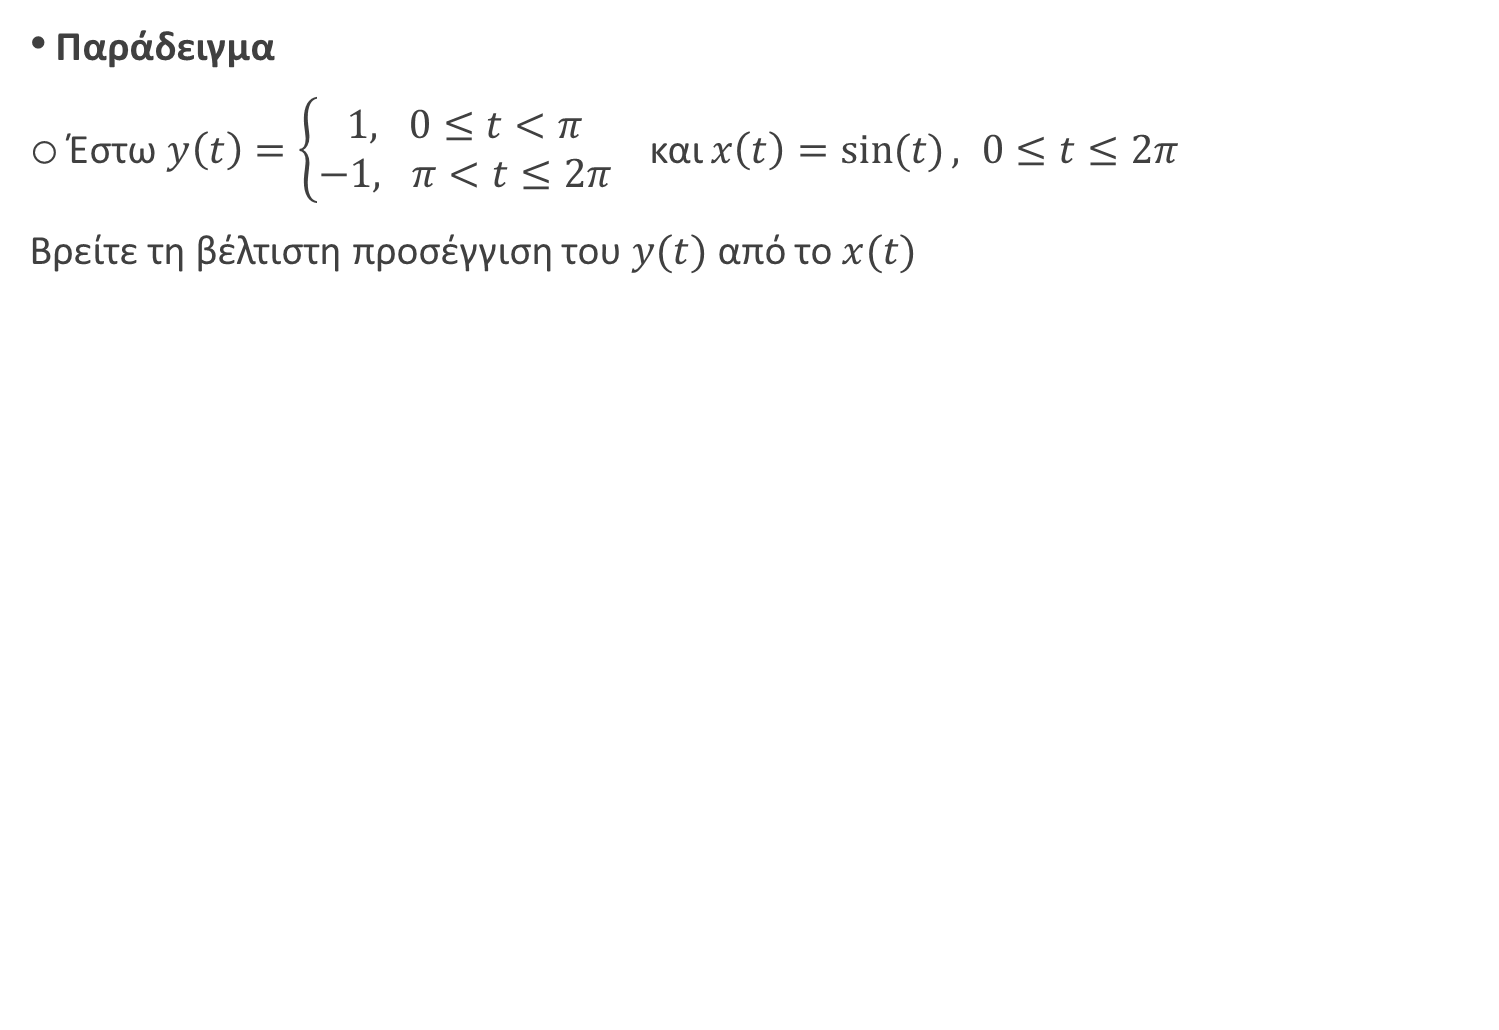 • Παράδειγμα
○ Έστω y(t) = { 1, 0 ≤ t < π −1, π < t ≤ 2π και x(t) = sin(t) , 0 ≤ t ≤ 2π
Βρείτε τη βέλτιστη προσέγγιση του y(t) από το x(t)